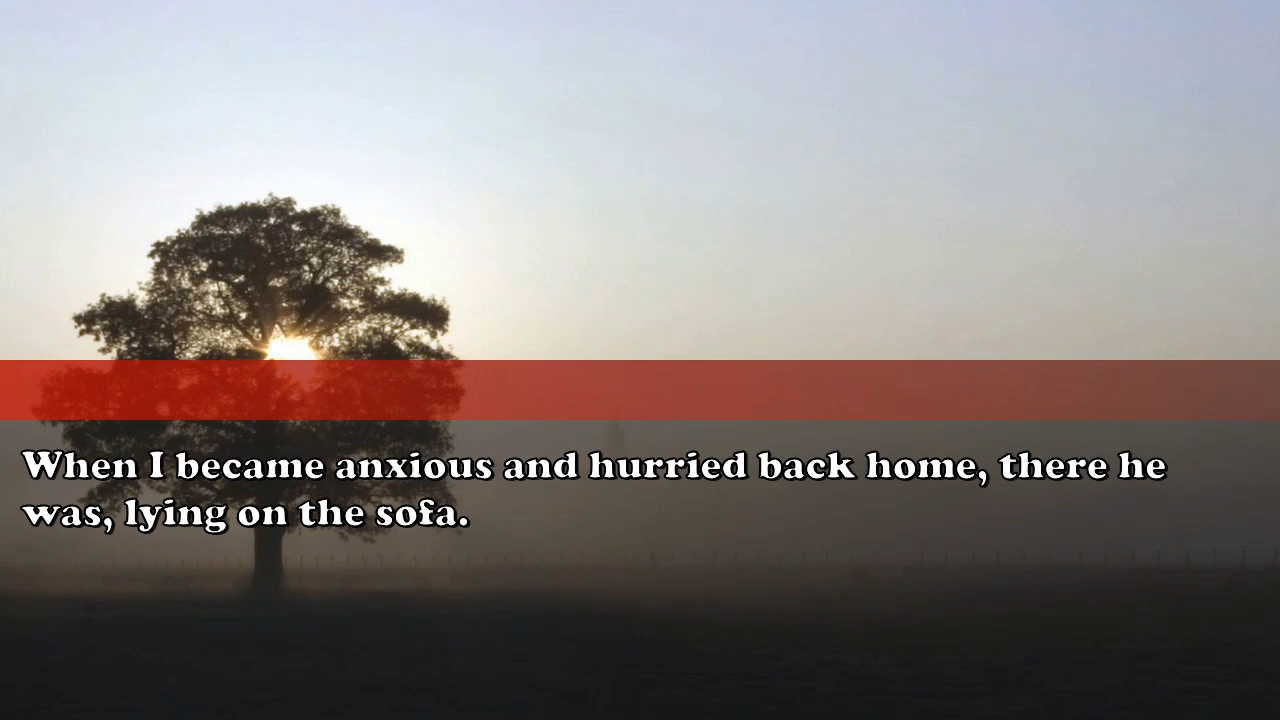 When I became anxious and hurried back home, there he
was, lying on the sofa.